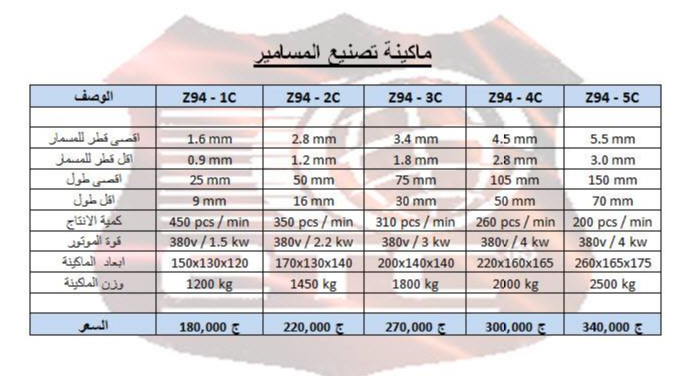 ماكينة تصنيع المسامير
الوصف Z94 - 1C Z94 - 2C Z94 - 3C Z94 - 4C Z94 - 5C
اقصى قطر للمسمار 1.6 mm 2.8 mm 3.4 mm 4.5 mm 5.5 mm
اقل قطر للمسمار 0.9 mm 1.2 mm 1.8 mm 2.8 mm 3.0 mm
اقصى طول 25 mm 50 mm 75 mm 105 mm 150 mm
اقل طول 9 mm 16 mm 30 mm 50 mm 70 mm
كمية الانتاج 450 pcs / min 350 pcs / min 310 pcs / min 260 pcs / min 200 pcs / min
قوة الموتور 380v / 1.5 kw 380v / 2.2 kw 380v / 3 kw 380v / 4 kw 380v / 4 kw
ابعاد الماكينة 150x130x120 170x130x140 200x140x140 220x160x165 260x165x175
وزن الماكينة 1200 kg 1450 kg 1800 kg 2000 kg 2500 kg
السعر 180,000 ج 220,000 ج 270,000 ج 300,000 ج 340,000 ج